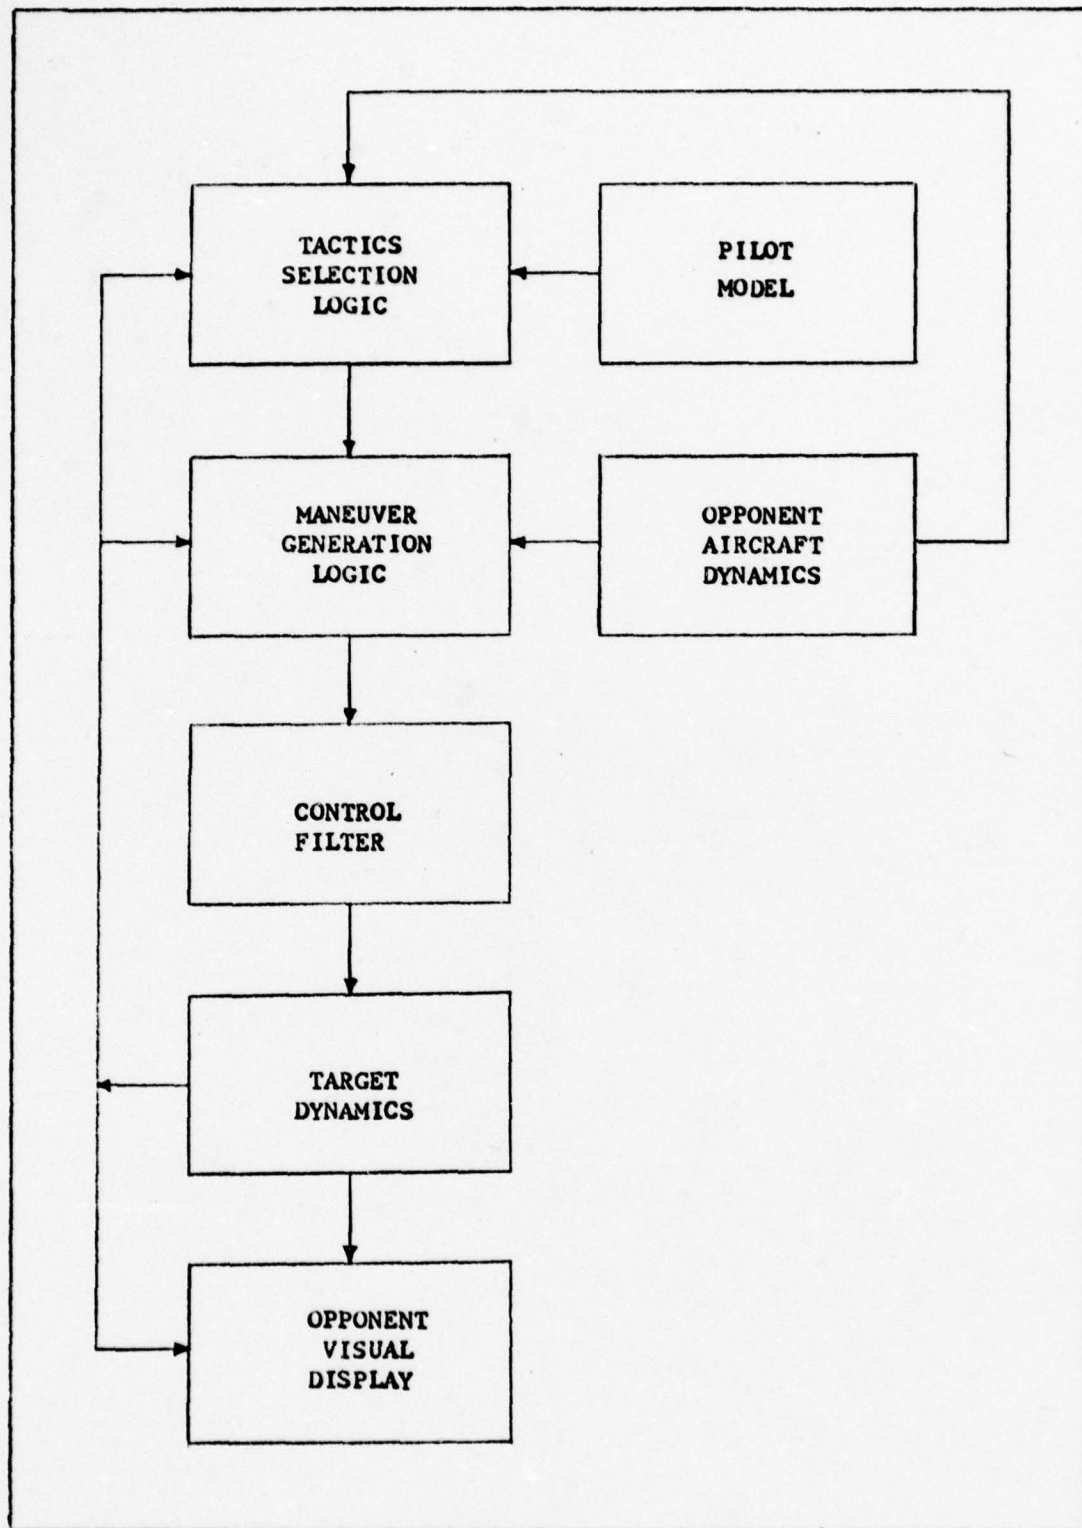 TACTICS
SELECTION
LOGIC
PILOT
MODEL
MANEUVER
GENERATION
LOGIC
OPPONENT
AIRCRAFT
DYNAMICS
CONTROL
FILTER
TARGET
DYNAMICS
OPPONENT
VISUAL
DISPLAY